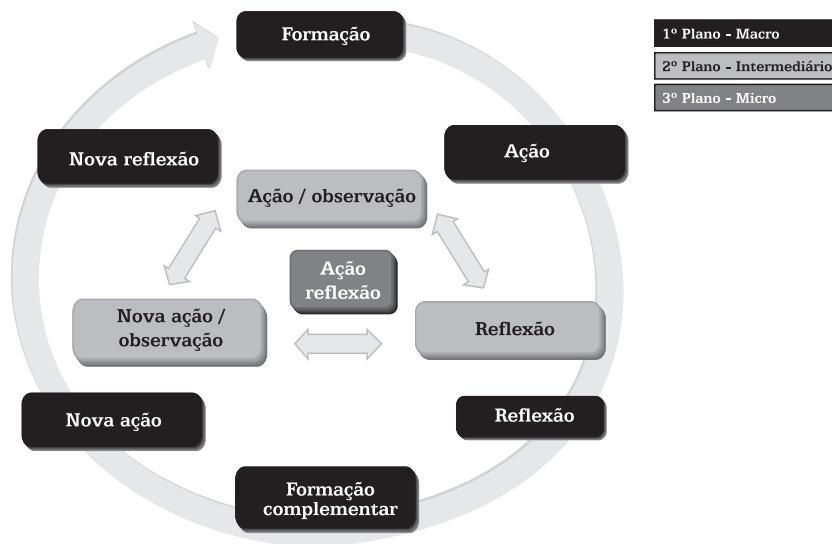 Formação
1º Plano - Macro
2º Plano - Intermediário
3º Plano - Micro
Nova reflexão
Ação
Ação / observação
Ação
reflexão
Nova ação /
observação
Reflexão
Nova ação
Reflexão
Formação
complementar